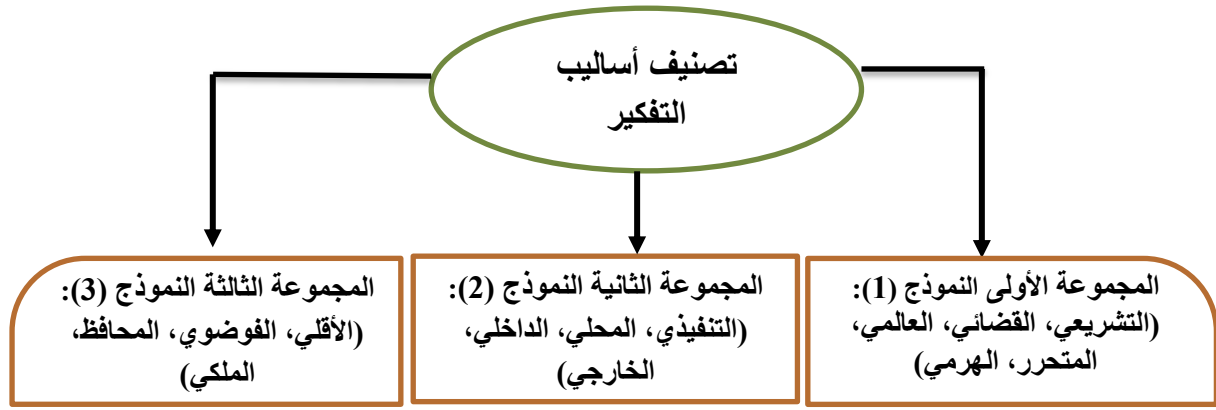 تصنيف أساليب
التفكير
المجموعة الأولى النموذج (1):
(التشريعي، القضائي، العالمي،
المتحرر، الهرمي)
المجموعة الثانية النموذج (2):
(التنفيذي، المحلي، الداخلي،
الخارجي)
المجموعة الثالثة النموذج (3):
(الأقلي، الفوضوي، المحافظ،
الملكي)